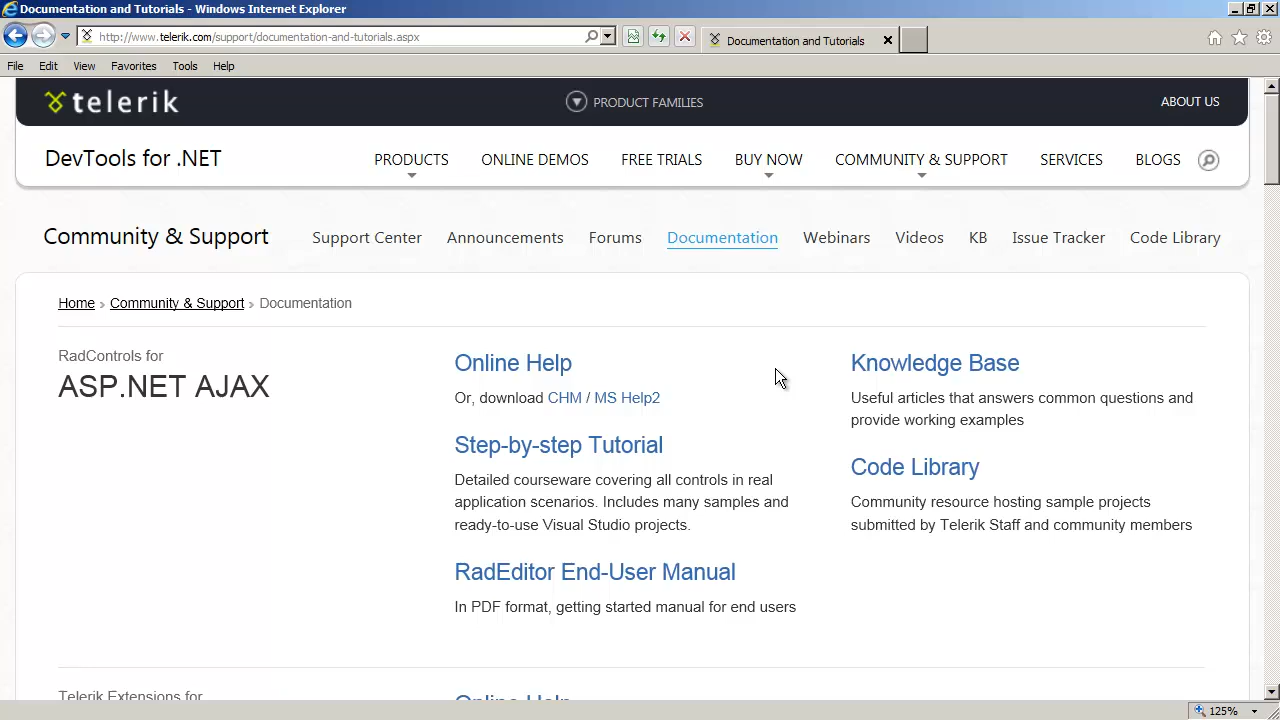 Documentation and Tutorials - Windows Internet Explorer
http://www.telerik.com/support/documentation-and-tutorials.aspx
Documentation and Tutorials
File Edit View Favorites Tools Help
telerik
PRODUCT FAMILIES
ABOUT US
DevTools for .NET
PRODUCTS ONLINE DEMOS FREE TRIALS BUY NOW COMMUNITY & SUPPORT SERVICES BLOGS
Community & Support
Support Center Announcements Forums Documentation Webinars Videos KB Issue Tracker Code Library
Home › Community & Support › Documentation
RadControls for
ASP.NET AJAX
Online Help
Or, download CHM / MS Help2
Step-by-step Tutorial
Detailed courseware covering all controls in real
application scenarios. Includes many samples and
ready-to-use Visual Studio projects.
RadEditor End-User Manual
In PDF format, getting started manual for end users
Knowledge Base
Useful articles that answers common questions and
provide working examples
Code Library
Community resource hosting sample projects
submitted by Telerik Staff and community members
Telerik Extensions for
Online Help
125%